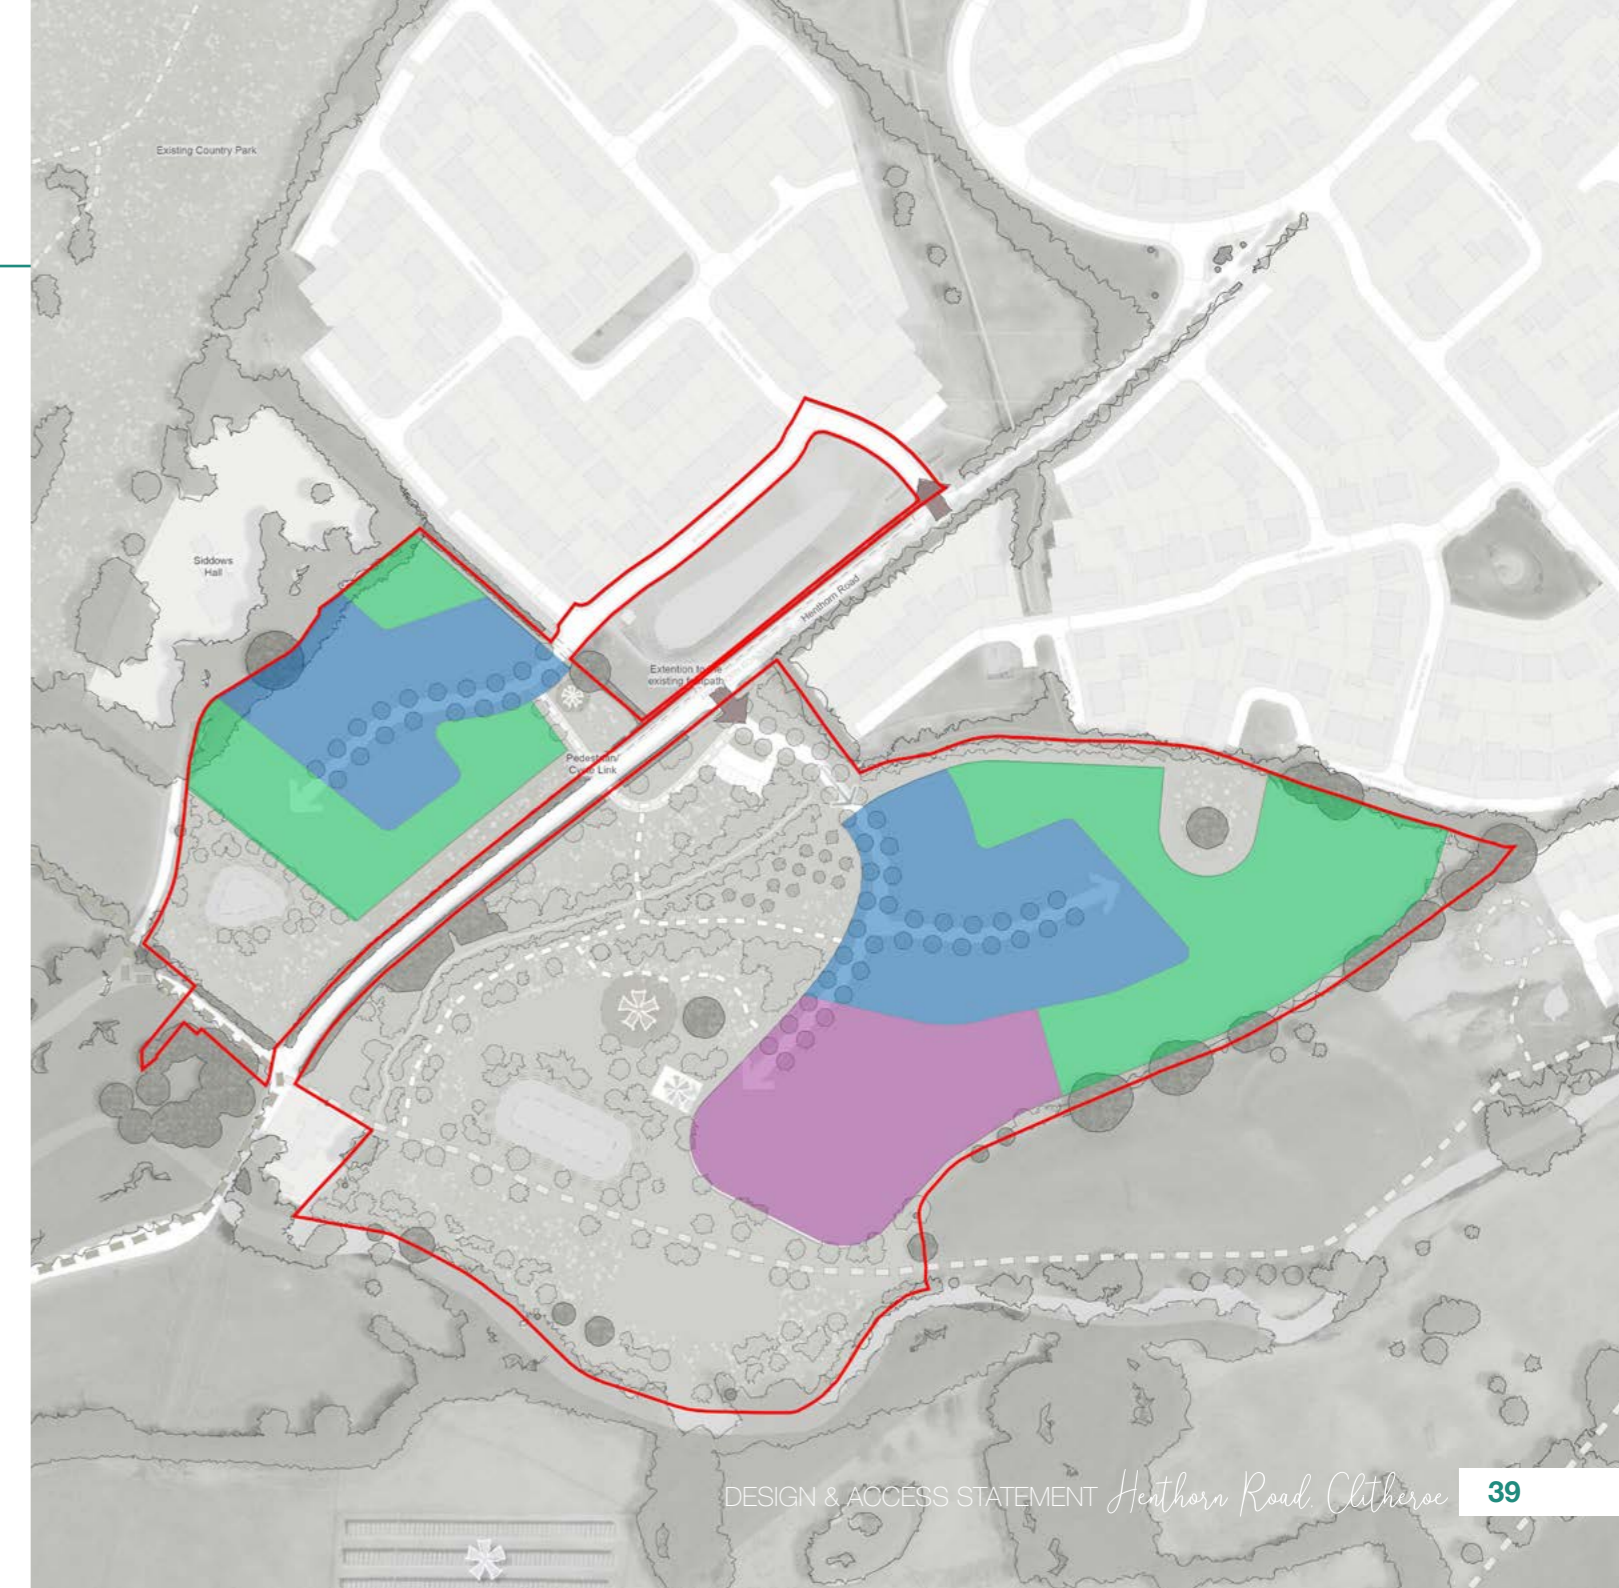 Existing Country Park
Siddows
Hall
Henthorn Road
Extention to the
existing footpath
Pedestrian/
Cycle Link
DESIGN & ACCESS STATEMENT Henthorn Road, Clitheroe 39